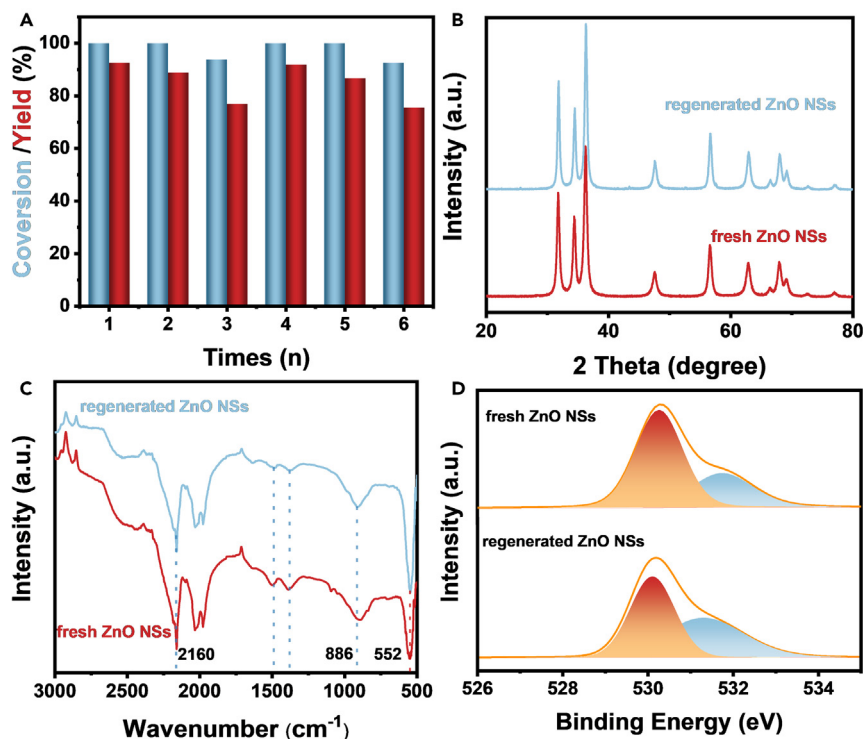 A
Coversion /Yield (%)
100
80
60
40
20
0
1 2 3 4 5 6
Times (n)
B
Intensity (a.u.)
regenerated ZnO NSs
fresh ZnO NSs
20 40 60 80
2 Theta (degree)
C
Intensity (a.u.)
regenerated ZnO NSs
fresh ZnO NSs
2160 886 552
3000 2500 2000 1500 1000 500
Wavenumber (cm⁻¹)
D
Intensity (a.u.)
fresh ZnO NSs
regenerated ZnO NSs
526 528 530 532 534
Binding Energy (eV)